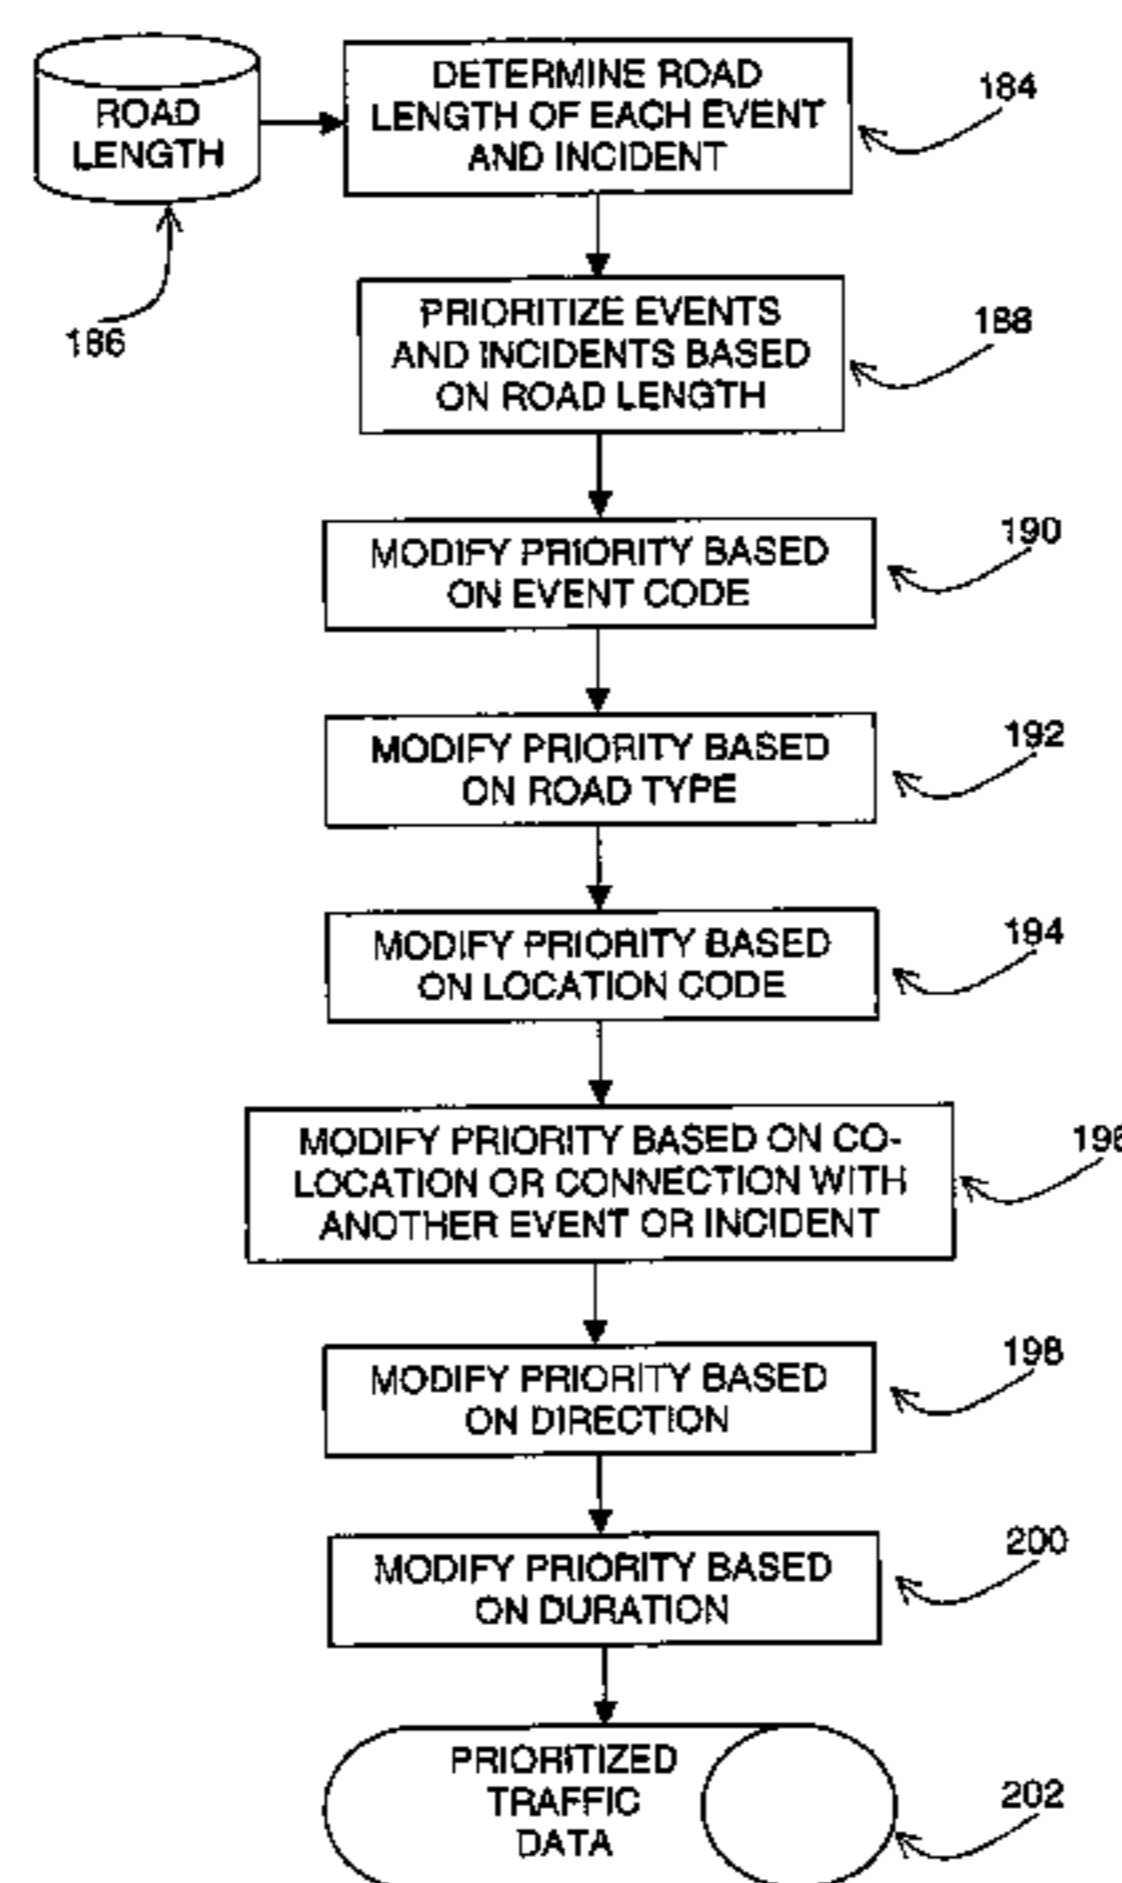 ROAD
LENGTH
186
DETERMINE ROAD
LENGTH OF EACH EVENT
AND INCIDENT
184
PRIORITIZE EVENTS
AND INCIDENTS BASED
ON ROAD LENGTH
188
MODIFY PRIORITY BASED
ON EVENT CODE
190
MODIFY PRIORITY BASED
ON ROAD TYPE
192
MODIFY PRIORITY BASED
ON LOCATION CODE
194
MODIFY PRIORITY BASED ON CO-
LOCATION OR CONNECTION WITH
ANOTHER EVENT OR INCIDENT
196
MODIFY PRIORITY BASED
ON DIRECTION
198
MODIFY PRIORITY BASED
ON DURATION
200
PRIORITIZED
TRAFFIC
DATA
202